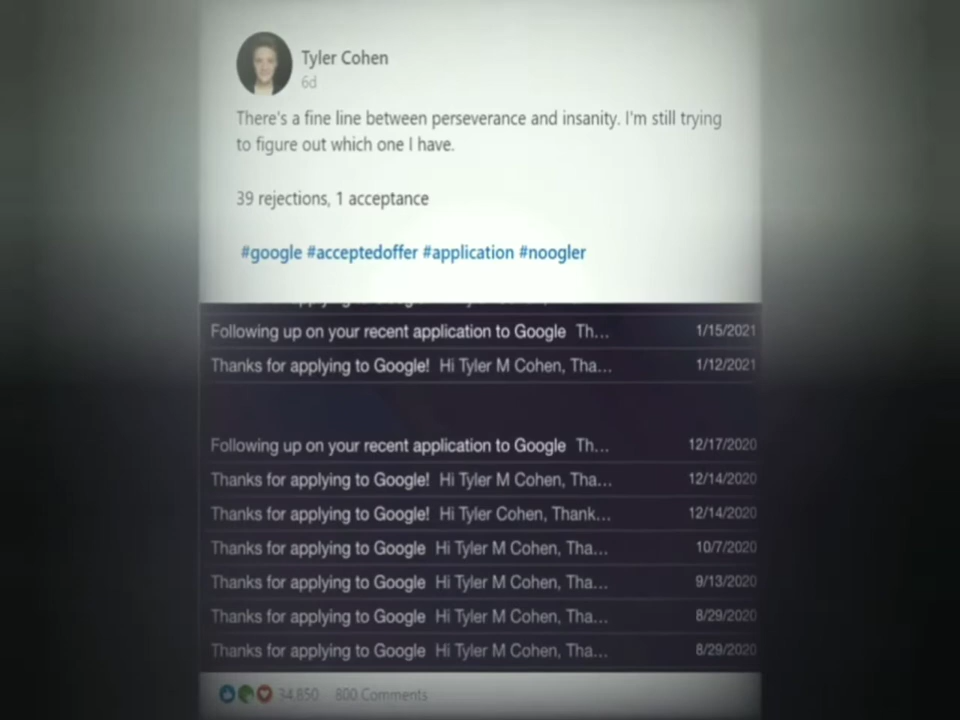 Tyler Cohen
6d
There's a fine line between perseverance and insanity. I'm still trying
to figure out which one I have.
39 rejections, 1 acceptance
#google #acceptedoffer #application #noogler
Following up on your recent application to Google Th... 1/15/2021
Thanks for applying to Google! Hi Tyler M Cohen, Tha... 1/12/2021
Following up on your recent application to Google Th... 12/17/2020
Thanks for applying to Google! Hi Tyler M Cohen, Tha... 12/14/2020
Thanks for applying to Google! Hi Tyler Cohen, Thank... 12/14/2020
Thanks for applying to Google Hi Tyler M Cohen, Tha... 10/7/2020
Thanks for applying to Google Hi Tyler M Cohen, Tha... 9/13/2020
Thanks for applying to Google Hi Tyler M Cohen, Tha... 8/29/2020
Thanks for applying to Google Hi Tyler M Cohen, Tha... 8/29/2020
34,850 800 Comments